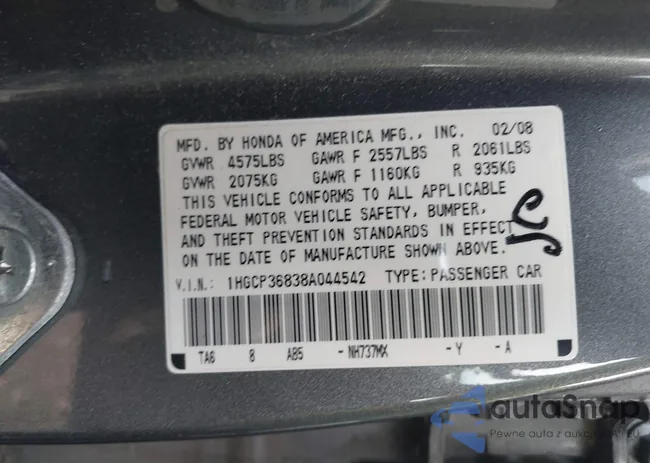 MFD. BY HONDA OF AMERICA MFG., INC. 02/08
GVWR 4575LBS GAWR F 2557LBS R 2061LBS
GVWR 2075KG GAWR F 1160KG R 935KG
THIS VEHICLE CONFORMS TO ALL APPLICABLE
FEDERAL MOTOR VEHICLE SAFETY, BUMPER,
AND THEFT PREVENTION STANDARDS IN EFFECT
ON THE DATE OF MANUFACTURE SHOWN ABOVE.
V.I.N.: 1HGCP36838A044542 TYPE: PASSENGER CAR
TA6 8 AB5 - NH737MX - Y - A
autoSnap